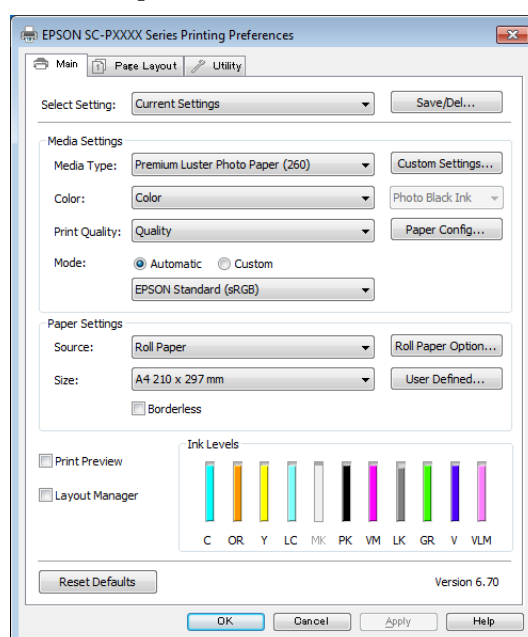 EPSON SC-PXXXX Series Printing Preferences
Main Page Layout Utility
Select Setting: Current Settings Save/Del...
Media Settings
Media Type: Premium Luster Photo Paper (260) Custom Settings...
Color: Color Photo Black Ink
Print Quality: Quality Paper Config...
Mode: Automatic Custom
EPSON Standard (sRGB)
Paper Settings
Source: Roll Paper Roll Paper Option...
Size: A4 210 x 297 mm User Defined...
Borderless
Ink Levels
Print Preview
Layout Manager
C OR Y LC MK PK VM LK GR V VLM
Reset Defaults Version 6.70
OK Cancel Apply Help